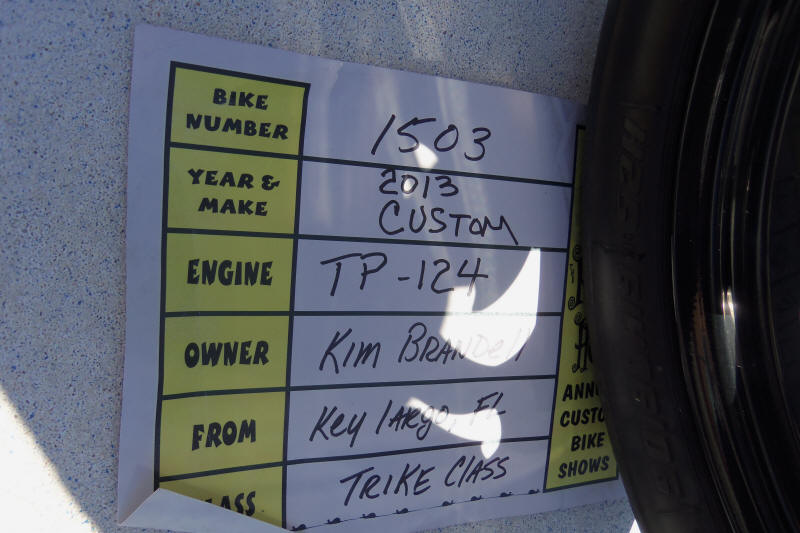 BIKE NUMBER
1503
YEAR & MAKE
2013 CUSTOM
ENGINE
TP-124
OWNER
Kim BRANDell
FROM
Key lARgo, FL
TRIKE ClASS
BIKE
SHOWS